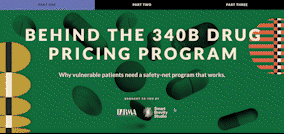 PART ONE
PART TWO
PART THREE
BEHIND THE 340B DRUG
PRICING PROGRAM
Why vulnerable patients need a safety-net program that works.
BROUGHT TO YOU BY
PhRMA
Smart
Brevity
Studio